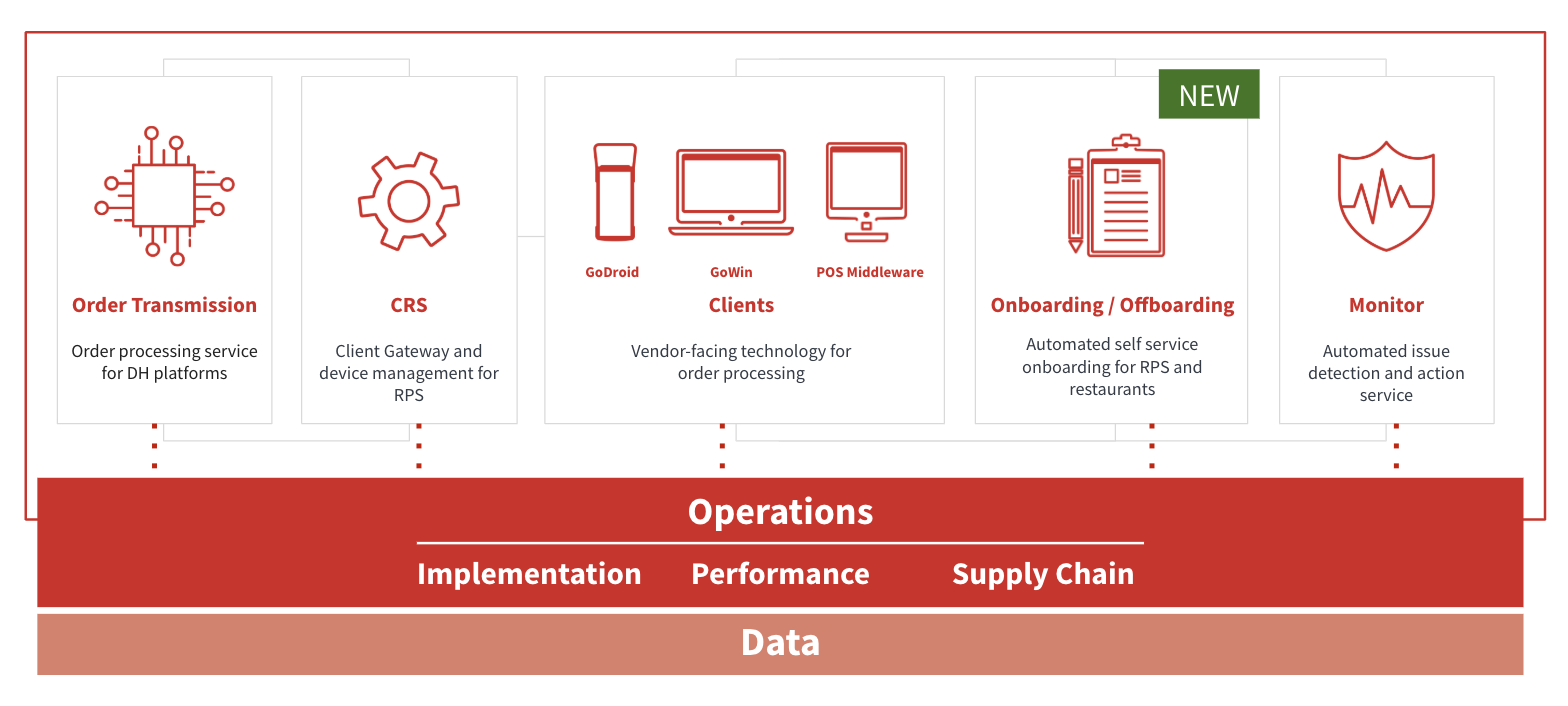 Order Transmission
Order processing service
for DH platforms
CRS
Client Gateway and
device management for
RPS
GoDroid
GoWin
POS Middleware
Clients
Vendor-facing technology for
order processing
NEW
Onboarding / Offboarding
Automated self service
onboarding for RPS and
restaurants
Monitor
Automated issue
detection and action
service
Operations
Implementation
Performance
Supply Chain
Data